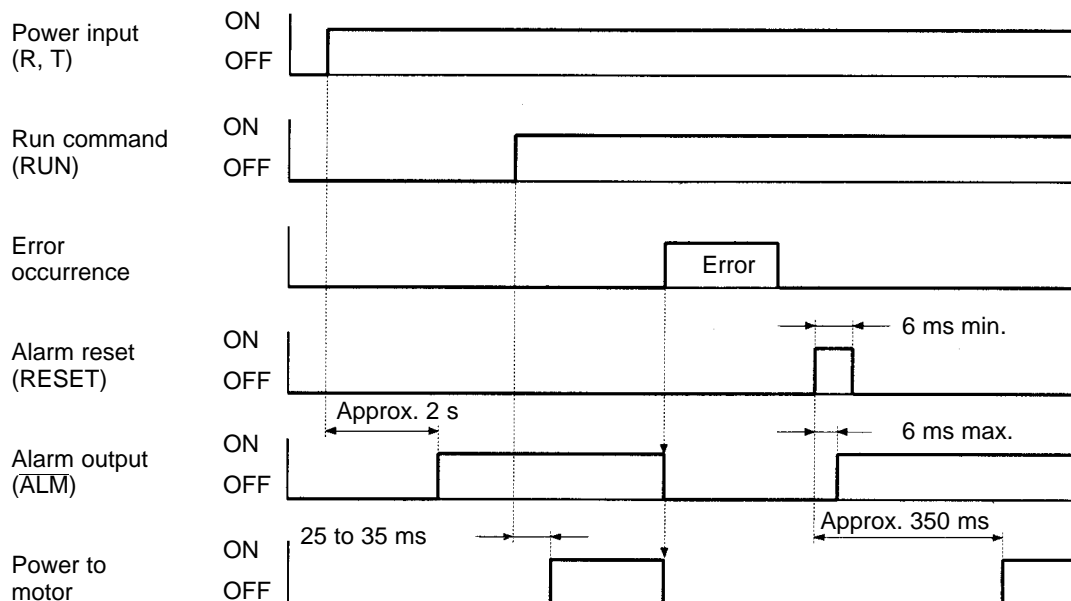 Power input
(R, T)
ON
OFF
Run command
(RUN)
ON
OFF
Error
occurrence
Error
Alarm reset
(RESET)
ON
OFF
6 ms min.
Approx. 2 s
Alarm output
(ALM)
ON
OFF
6 ms max.
25 to 35 ms
Approx. 350 ms
Power to
motor
ON
OFF